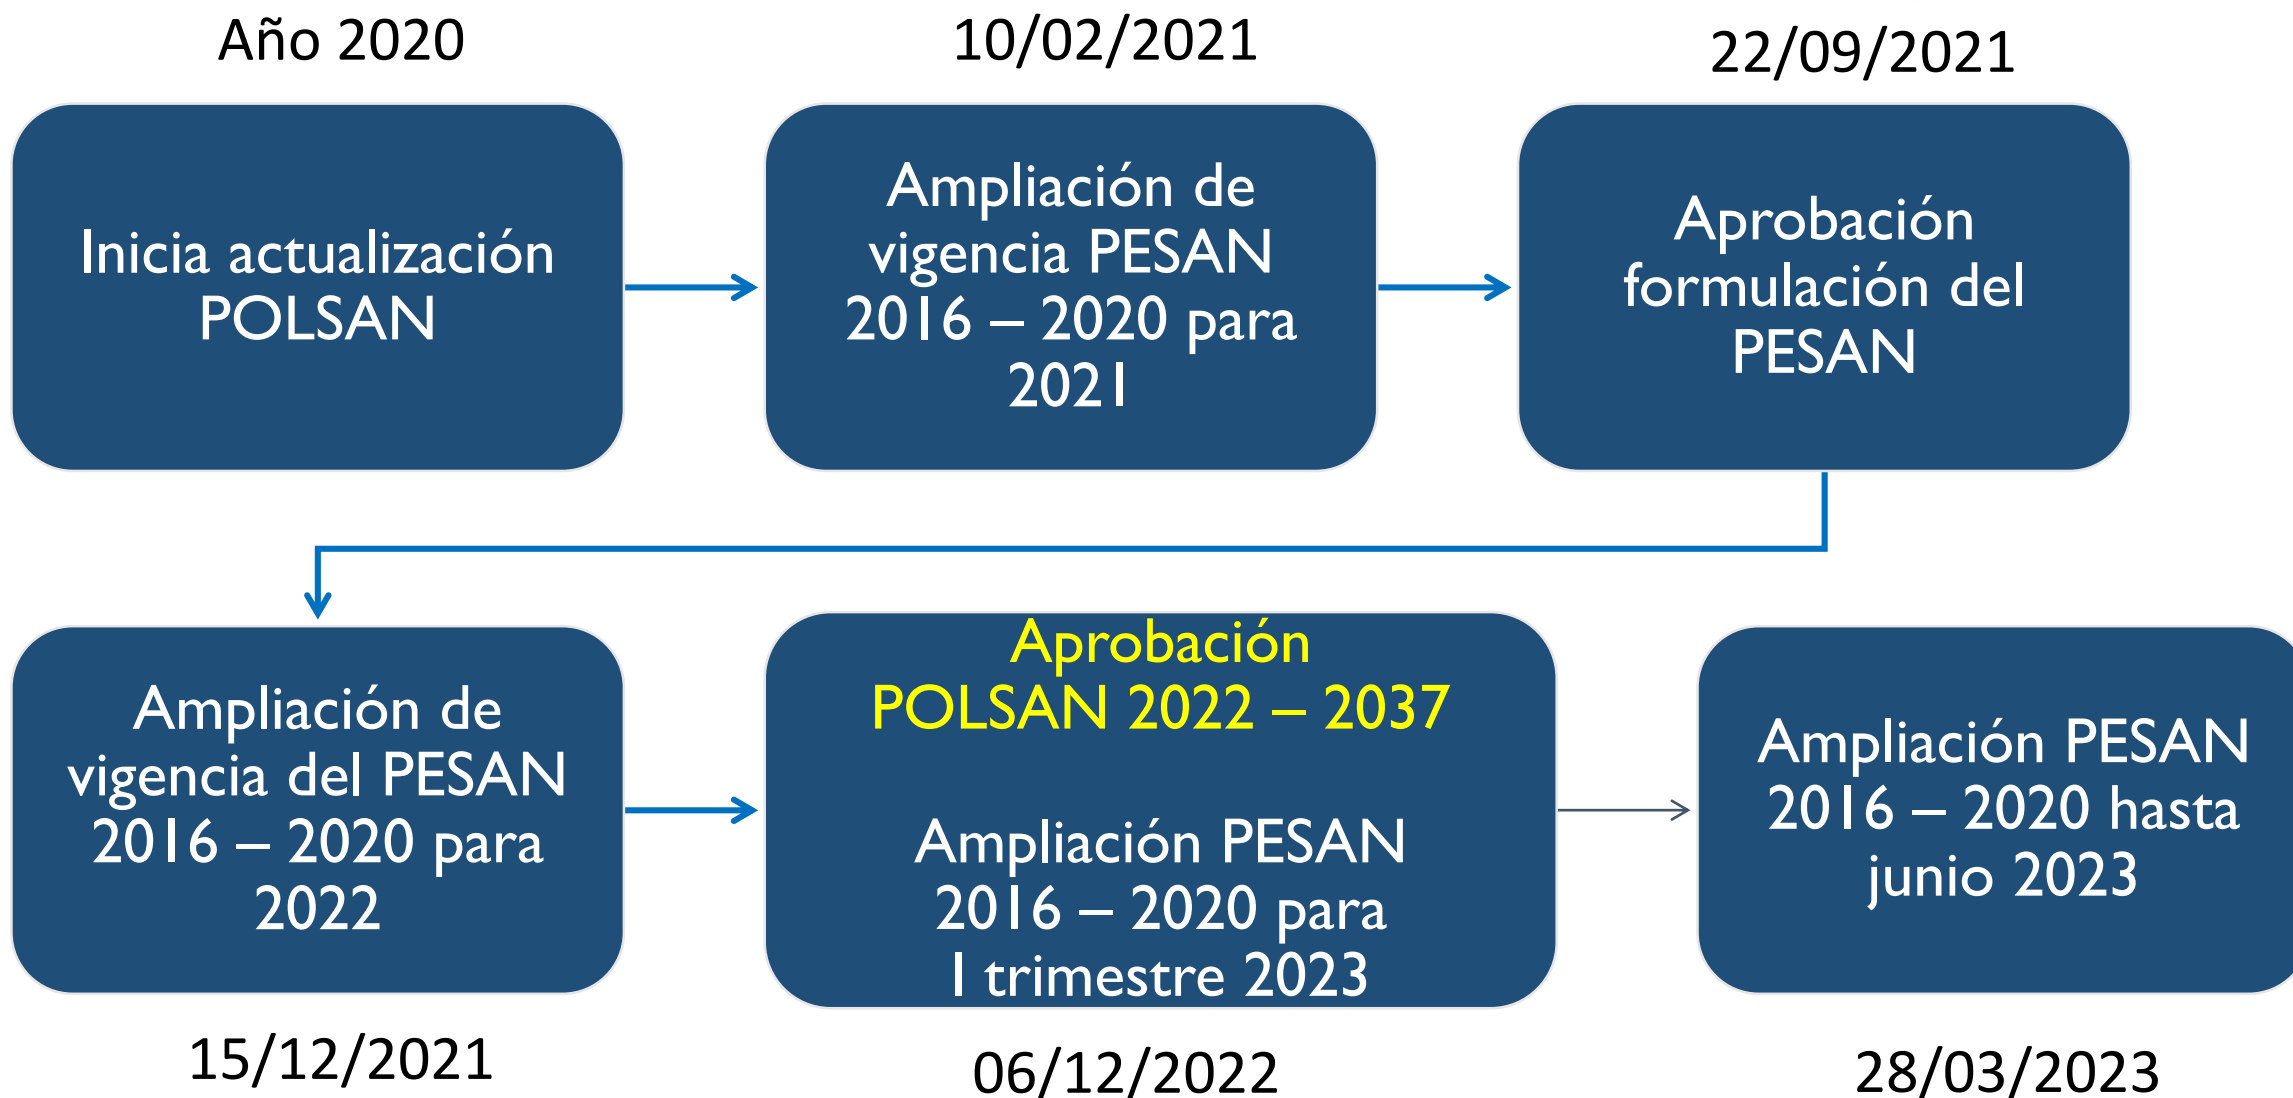 Año 2020
Inicia actualización
POLSAN
10/02/2021
Ampliación de
vigencia PESAN
2016 – 2020 para
2021
22/09/2021
Aprobación
formulación del
PESAN
Ampliación de
vigencia del PESAN
2016 – 2020 para
2022
15/12/2021
Aprobación
POLSAN 2022 – 2037
Ampliación PESAN
2016 – 2020 para
I trimestre 2023
06/12/2022
Ampliación PESAN
2016 – 2020 hasta
junio 2023
28/03/2023